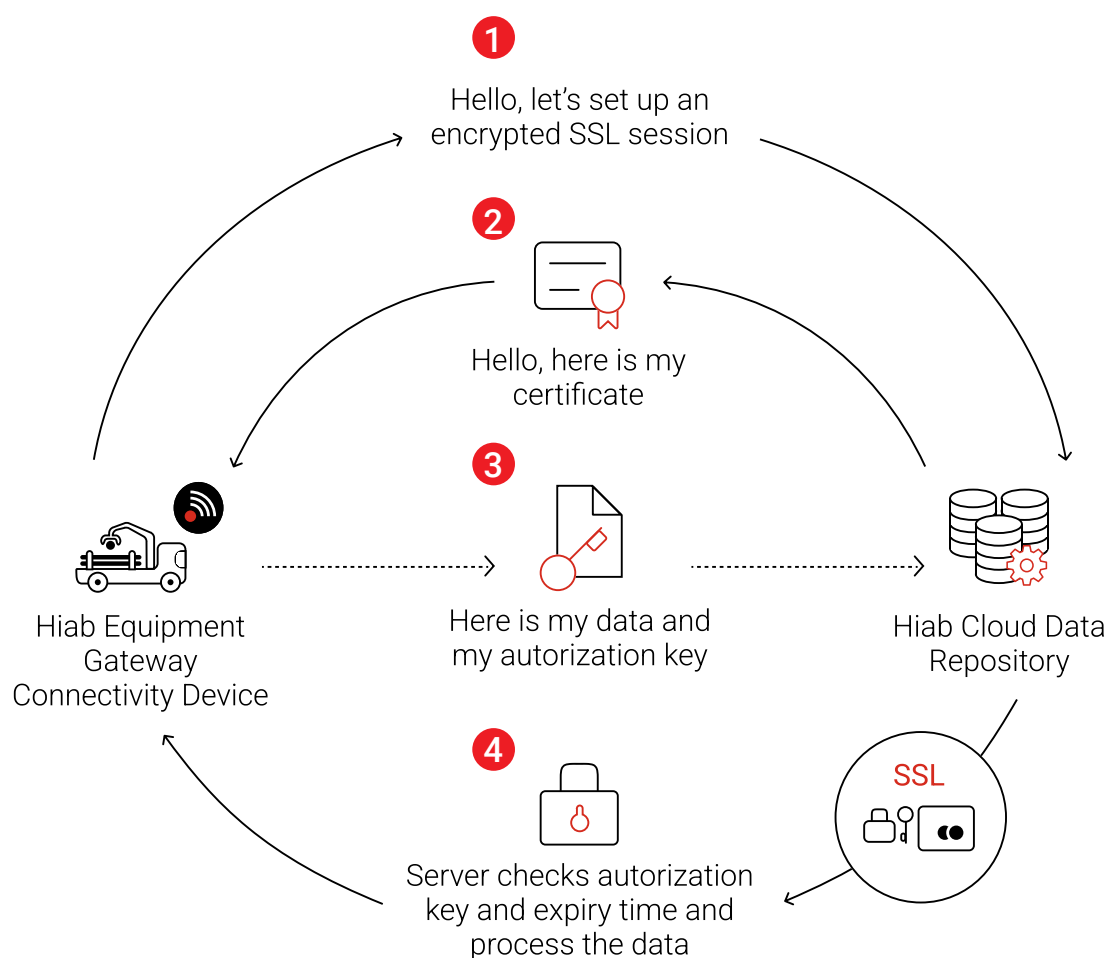 1
Hello, let's set up an
encrypted SSL session
2
Hello, here is my
certificate
3
Here is my data and
my autorization key
Hiab Equipment
Gateway
Connectivity Device
Hiab Cloud Data
Repository
4
Server checks autorization
key and expiry time and
process the data
SSL